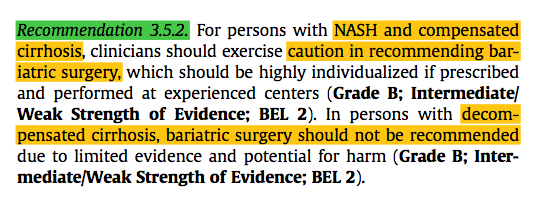 Recommendation 3.5.2. For persons with NASH and compensated
cirrhosis, clinicians should exercise caution in recommending bar-
iatric surgery, which should be highly individualized if prescribed
and performed at experienced centers (Grade B; Intermediate/
Weak Strength of Evidence; BEL 2). In persons with decom-
pensated cirrhosis, bariatric surgery should not be recommended
due to limited evidence and potential for harm (Grade B; Inter-
mediate/Weak Strength of Evidence; BEL 2).